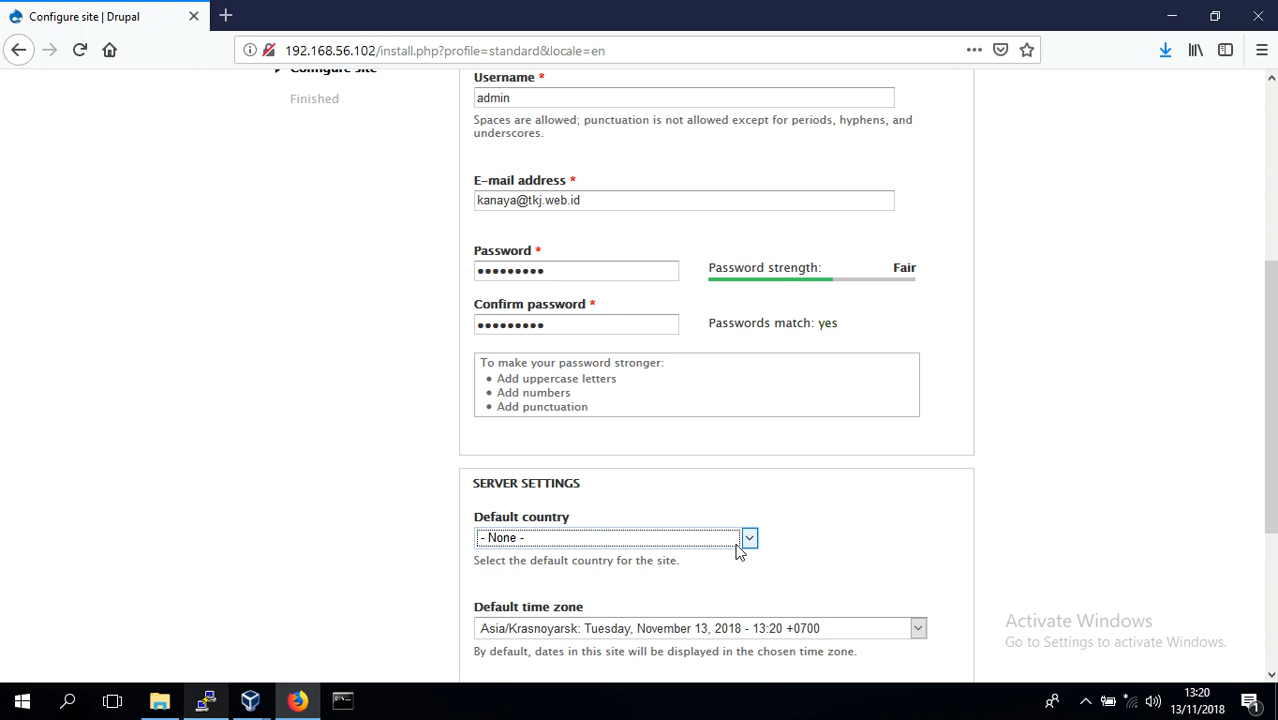 Configure site | Drupal
192.168.56.102/install.php?profile=standard&locale=en
Configure site
Finished
Username *
admin
Spaces are allowed; punctuation is not allowed except for periods, hyphens, and
underscores.
E-mail address *
kanaya@tkj.web.id
Password *
Password strength: Fair
Confirm password *
Passwords match: yes
To make your password stronger:
Add uppercase letters
Add numbers
Add punctuation
SERVER SETTINGS
Default country
- None -
Select the default country for the site.
Default time zone
Asia/Krasnoyarsk: Tuesday, November 13, 2018 - 13:20 +0700
By default, dates in this site will be displayed in the chosen time zone.
Activate Windows
Go to Settings to activate Windows.
13:20
13/11/2018
1